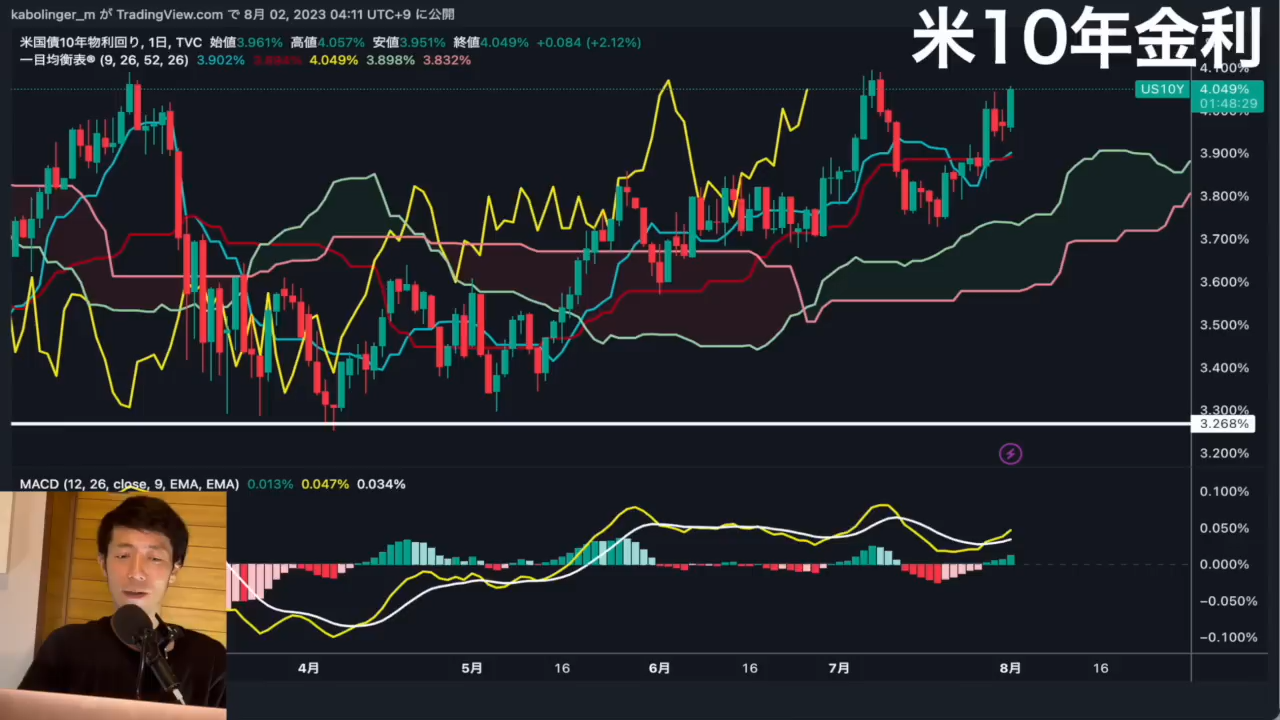 kabolinger_m が TradingView.com で 8月 02, 2023 04:11 UTC+9 に公開
米10年金利
米国債10年物利回り, 1日, TVC 始値3.961% 高値4.057% 安値3.951% 終値4.049% +0.084 (+2.12%)
一目均衡表® (9, 26, 52, 26) 3.902% 3.894% 4.049% 3.898% 3.832%
4.100%
US10Y 4.049%
01:48:29
4.000%
3.900%
3.800%
3.700%
3.600%
3.500%
3.400%
3.300%
3.268%
3.200%
MACD (12, 26, close, 9, EMA, EMA) 0.013% 0.047% 0.034%
0.100%
0.050%
0.000%
−0.050%
−0.100%
4月 5月 16 6月 16 7月 8月 16